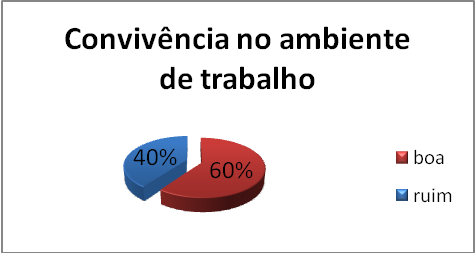 Convivência no ambiente
de trabalho
40%
60%
boa
ruim